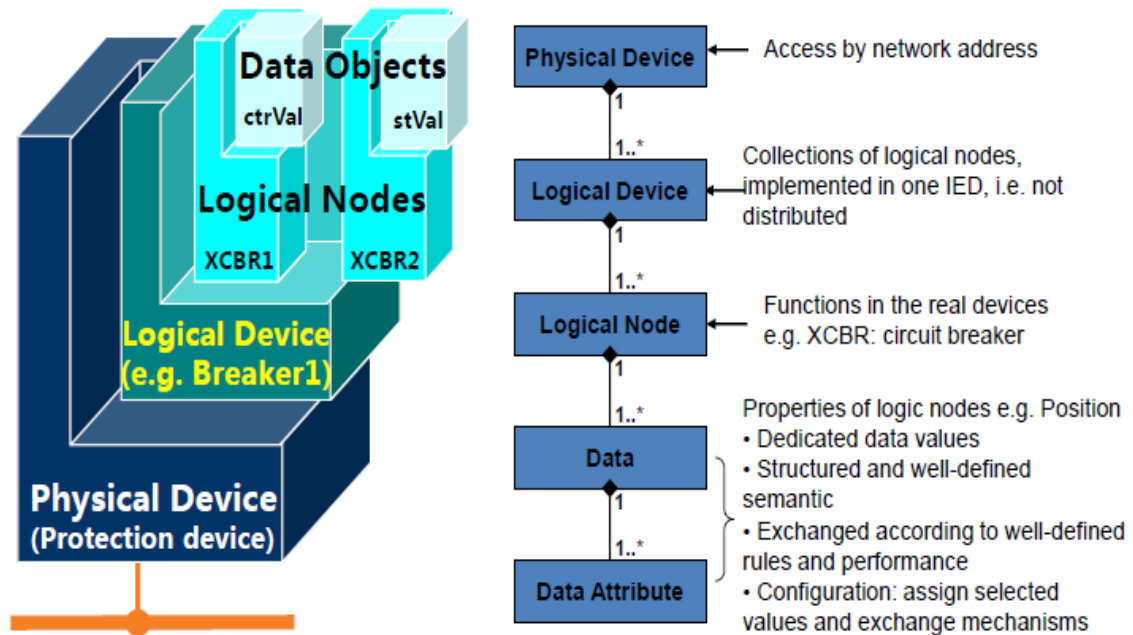 Data Objects
ctrVal
stVal
Logical Nodes
XCBR1
XCBR2
Logical Device
(e.g. Breaker1)
Physical Device
(Protection device)
Physical Device
Access by network address
1
1..*
Logical Device
Collections of logical nodes,
implemented in one IED, i.e. not
distributed
1
1..*
Logical Node
Functions in the real devices
e.g. XCBR: circuit breaker
1
1..*
Data
1
1..*
Data Attribute
Properties of logic nodes e.g. Position
• Dedicated data values
• Structured and well-defined
semantic
• Exchanged according to well-defined
rules and performance
• Configuration: assign selected
values and exchange mechanisms